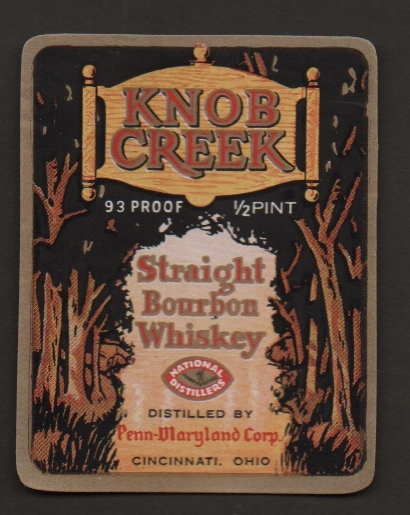 KNOB
CREEK
93 PROOF ½ PINT
Straight
Bourbon
Whiskey
NATIONAL
DISTILLERS
DISTILLED BY
Penn-Maryland Corp.
CINCINNATI, OHIO